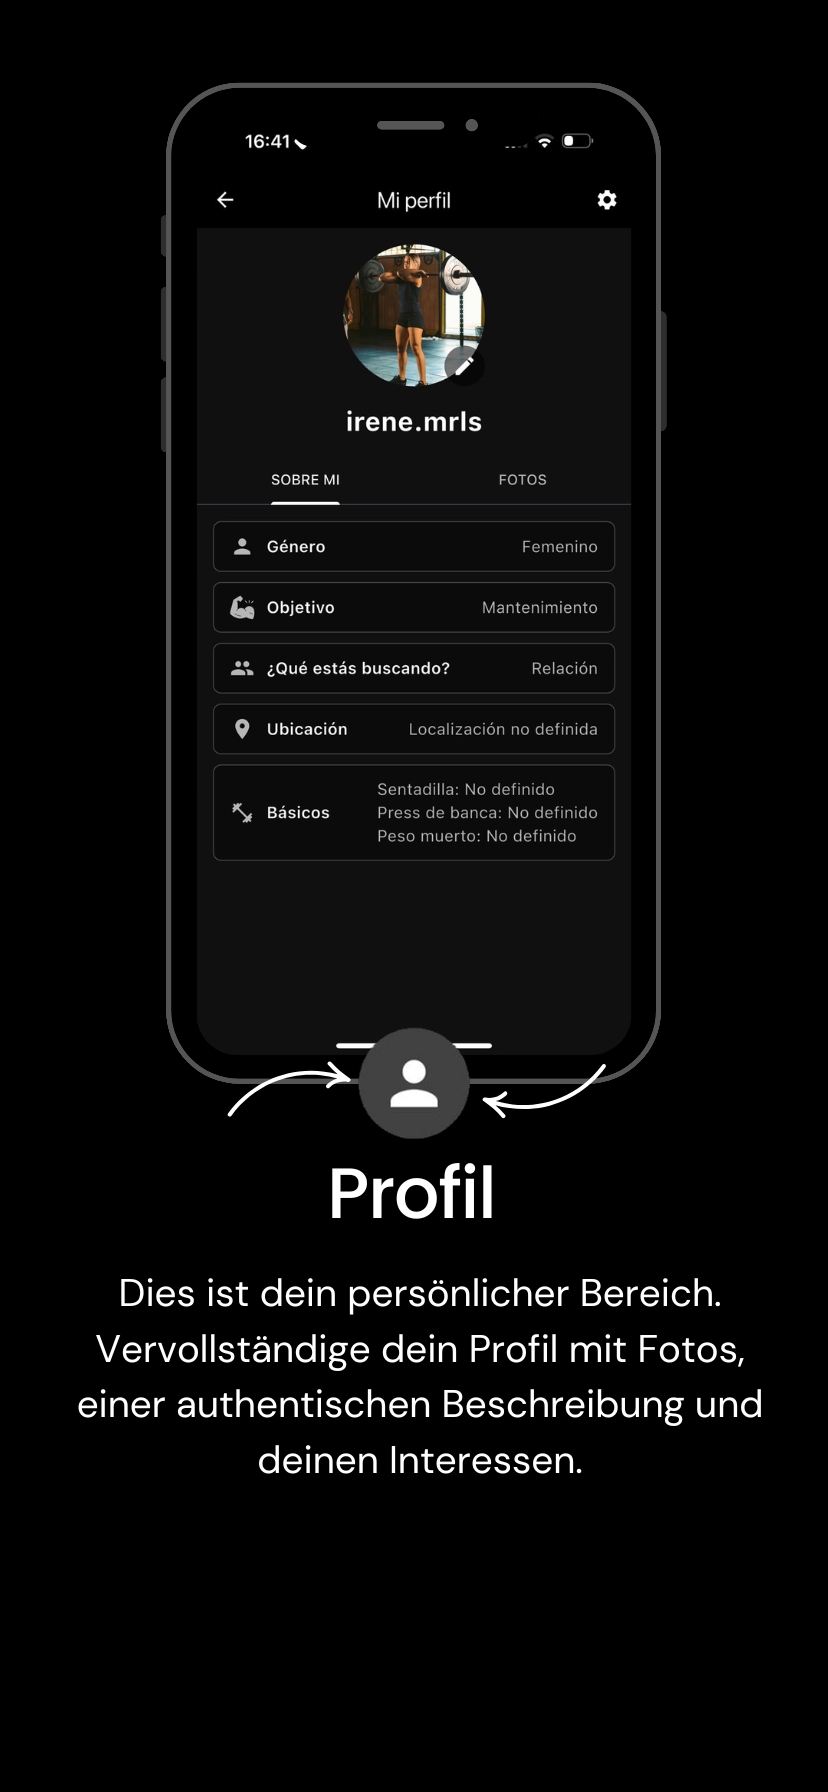 16:41
Mi perfil
irene.mrls
SOBRE MI
FOTOS
Género
Femenino
Objetivo
Mantenimiento
¿Qué estás buscando?
Relación
Ubicación
Localización no definida
Básicos
Sentadilla: No definido
Press de banca: No definido
Peso muerto: No definido
Profil
Dies ist dein persönlicher Bereich.
Vervollständige dein Profil mit Fotos,
einer authentischen Beschreibung und
deinen Interessen.